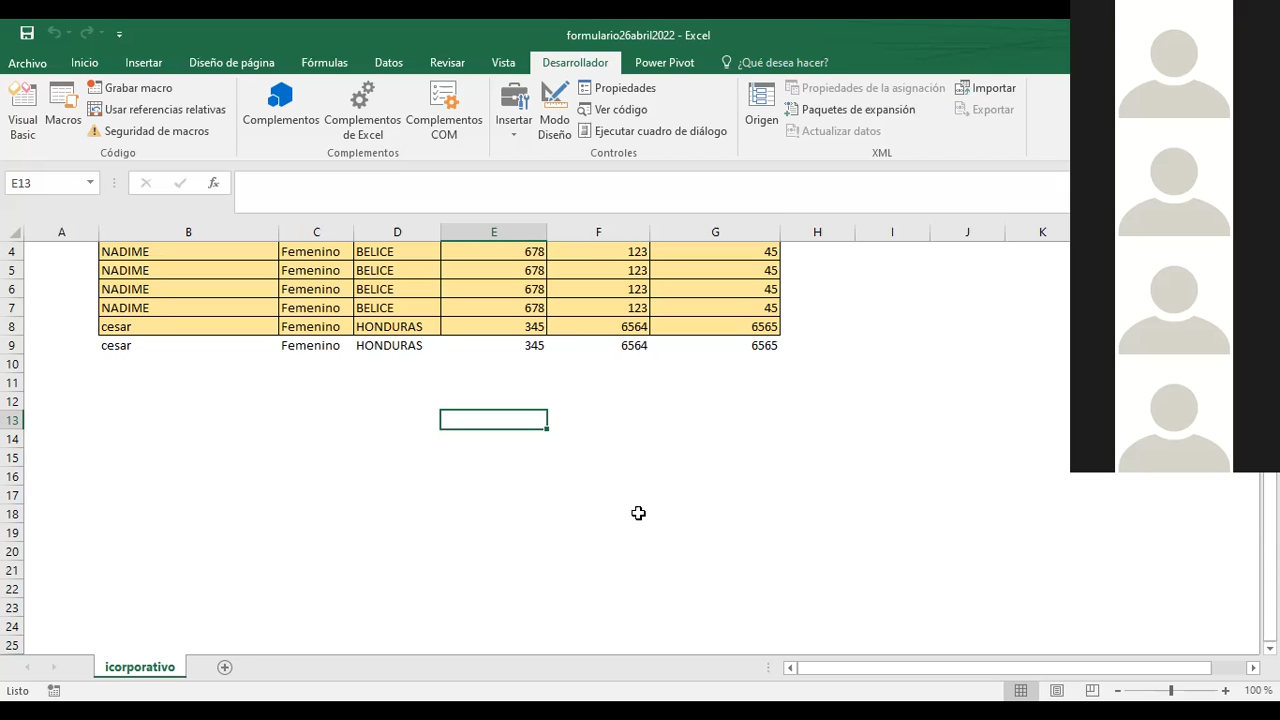 formulario26abril2022 - Excel
Archivo Inicio Insertar Diseño de página Fórmulas Datos Revisar Vista Desarrollador Power Pivot ¿Qué desea hacer?
Visual Basic
Macros
Grabar macro
Usar referencias relativas
Seguridad de macros
Código
Complementos
Complementos de Excel
Complementos COM
Complementos
Insertar
Modo Diseño
Propiedades
Ver código
Ejecutar cuadro de diálogo
Controles
Origen
Propiedades de la asignación
Paquetes de expansión
Actualizar datos
Importar
Exportar
XML
E13 fx
A B C D E F G H I J K
4 NADIME Femenino BELICE 678 123 45
5 NADIME Femenino BELICE 678 123 45
6 NADIME Femenino BELICE 678 123 45
7 NADIME Femenino BELICE 678 123 45
8 cesar Femenino HONDURAS 345 6564 6565
9 cesar Femenino HONDURAS 345 6564 6565
10
11
12
13
14
15
16
17
18
19
20
21
22
23
24
25
icorporativo
Listo 100 %